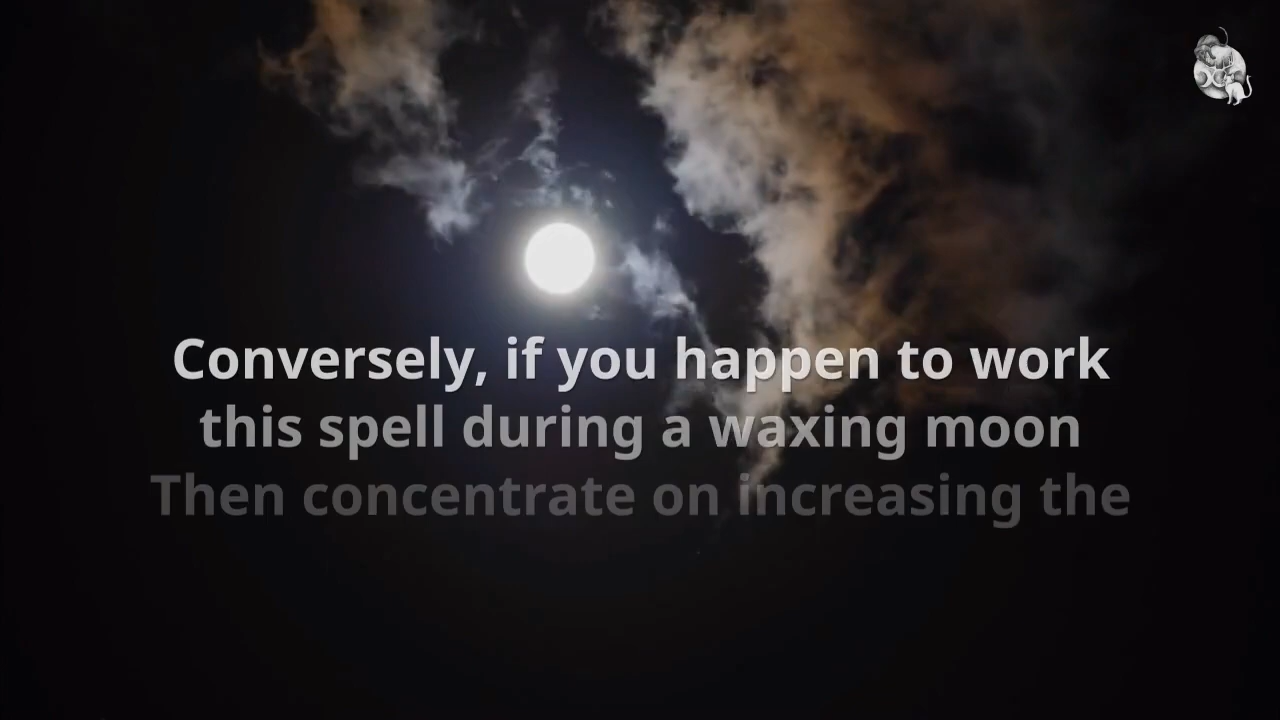 Conversely, if you happen to work
this spell during a waxing moon
Then concentrate on increasing the